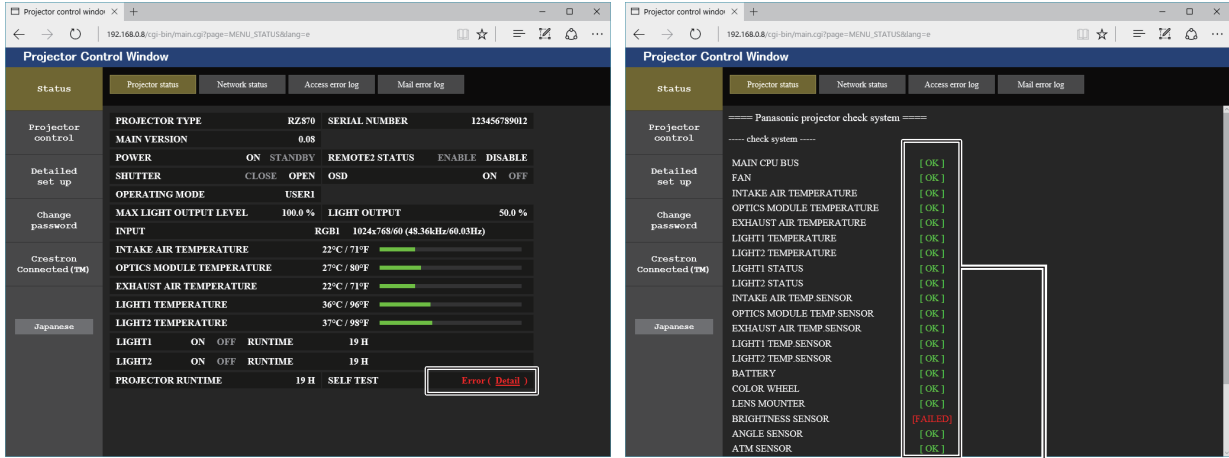 Projector control window
192.168.0.8/cgi-bin/main.cgi?page=MENU_STATUS&lang=e
Projector Control Window
Status
Projector control
Detailed set up
Change password
Crestron Connected(TM)
Japanese
Projector status Network status Access error log Mail error log
PROJECTOR TYPE RZ870 SERIAL NUMBER 123456789012
MAIN VERSION 0.08
POWER ON STANDBY REMOTE2 STATUS ENABLE DISABLE
SHUTTER CLOSE OPEN OSD ON OFF
OPERATING MODE USER1
MAX LIGHT OUTPUT LEVEL 100.0 % LIGHT OUTPUT 50.0 %
INPUT RGB1 1024x768/60 (48.36kHz/60.03Hz)
INTAKE AIR TEMPERATURE 22°C / 71°F
OPTICS MODULE TEMPERATURE 27°C / 80°F
EXHAUST AIR TEMPERATURE 22°C / 71°F
LIGHT1 TEMPERATURE 36°C / 96°F
LIGHT2 TEMPERATURE 37°C / 98°F
LIGHT1 ON OFF RUNTIME 19 H
LIGHT2 ON OFF RUNTIME 19 H
PROJECTOR RUNTIME 19 H SELF TEST Error ( Detail )
Projector control window
192.168.0.8/cgi-bin/main.cgi?page=MENU_STATUS&lang=e
Projector Control Window
Status
Projector control
Detailed set up
Change password
Crestron Connected(TM)
Japanese
Projector status Network status Access error log Mail error log
==== Panasonic projector check system ====
----- check system -----
MAIN CPU BUS [ OK ]
FAN [ OK ]
INTAKE AIR TEMPERATURE [ OK ]
OPTICS MODULE TEMPERATURE [ OK ]
EXHAUST AIR TEMPERATURE [ OK ]
LIGHT1 TEMPERATURE [ OK ]
LIGHT2 TEMPERATURE [ OK ]
LIGHT1 STATUS [ OK ]
LIGHT2 STATUS [ OK ]
INTAKE AIR TEMP.SENSOR [ OK ]
OPTICS MODULE TEMP.SENSOR [ OK ]
EXHAUST AIR TEMP.SENSOR [ OK ]
LIGHT1 TEMP.SENSOR [ OK ]
LIGHT2 TEMP.SENSOR [ OK ]
BATTERY [ OK ]
COLOR WHEEL [ OK ]
LENS MOUNTER [ OK ]
BRIGHTNESS SENSOR [FAILED]
ANGLE SENSOR [ OK ]
ATM SENSOR [ OK ]